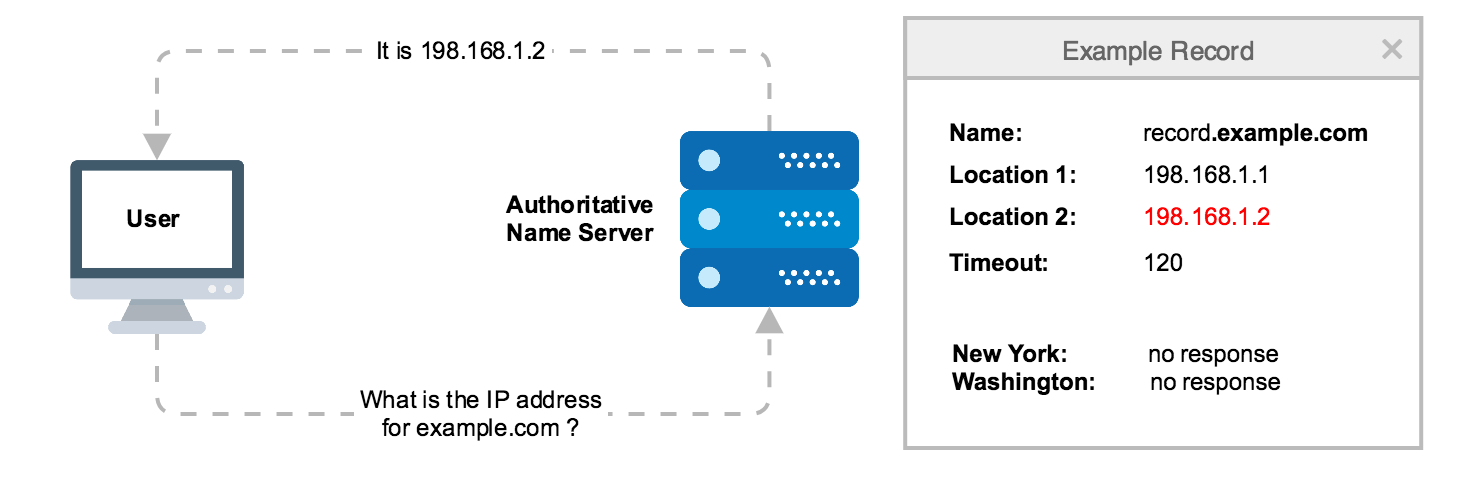 It is 198.168.1.2
User
Authoritative
Name Server
What is the IP address
for example.com ?
Example Record
Name: record.example.com
Location 1: 198.168.1.1
Location 2: 198.168.1.2
Timeout: 120
New York: no response
Washington: no response